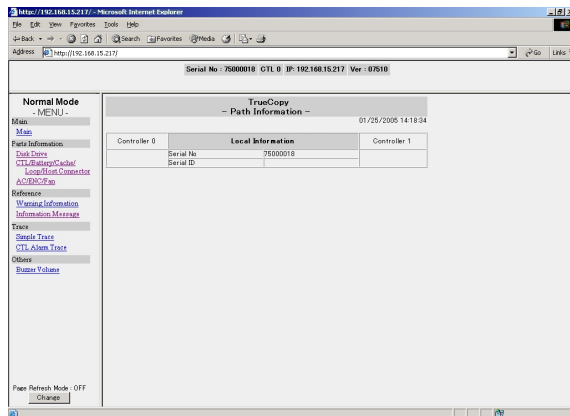 http://192.168.15.217/ - Microsoft Internet Explorer
File Edit View Favorites Tools Help
Back Search Favorites Media
Address http://192.168.15.217/ Go Links
Serial No : 75000018 CTL 0 IP: 192.168.15.217 Ver : 07510
Normal Mode
- MENU -
Main
Main
Parts Information
Disk Drive
CTL/Battery/Cache/
Loop/Host Connector
AC/ENC/Fan
Reference
Warning Information
Information Message
Trace
Simple Trace
CTL Alarm Trace
Others
Buzzer Volume
Page Refresh Mode : OFF
Change
TrueCopy
- Path Information -
01/25/2005 14:18:34
Controller 0 Local Information Controller 1
Serial No 75000018
Serial ID